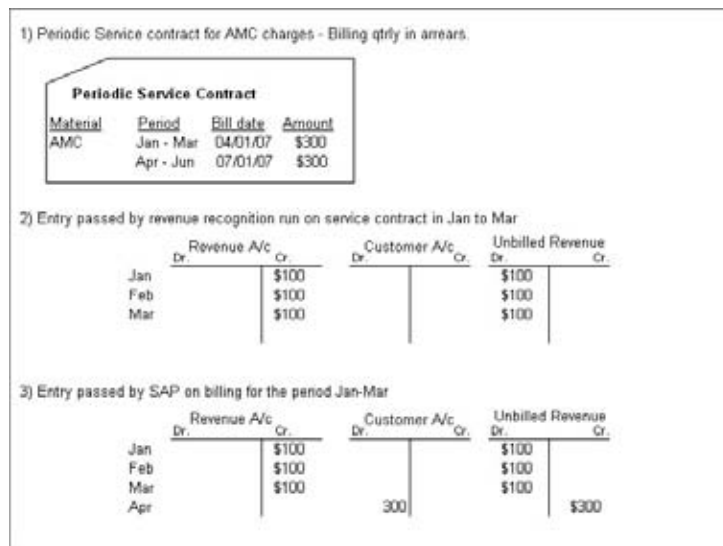 1) Periodic Service contract for AMC charges - Billing qtrly in arrears.
Periodic Service Contract
Material Period Bill date Amount
AMC Jan - Mar 04/01/07 $300
Apr - Jun 07/01/07 $300
2) Entry passed by revenue recognition run on service contract in Jan to Mar
Revenue A/c Customer A/c Unbilled Revenue
Dr. Cr. Dr. Cr. Dr. Cr.
Jan $100 $100
Feb $100 $100
Mar $100 $100
3) Entry passed by SAP on billing for the period Jan-Mar
Revenue A/c Customer A/c Unbilled Revenue
Dr. Cr. Dr. Cr. Dr. Cr.
Jan $100 $100
Feb $100 $100
Mar $100 $100
Apr 300 $300